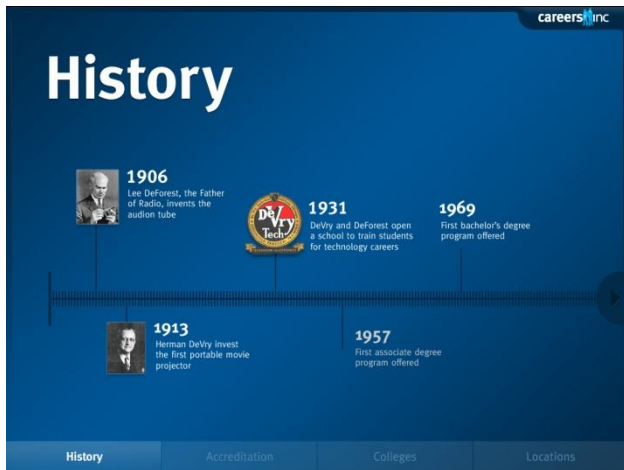 careers inc
History
1906
Lee DeForest, the Father
of Radio, invents the
audion tube
DeVry
Tech
1931
DeVry and DeForest open
a school to train students
for technology careers
1969
First bachelor's degree
program offered
1913
Herman DeVry invest
the first portable movie
projector
1957
First associate degree
program offered
History
Accreditation
Colleges
Locations